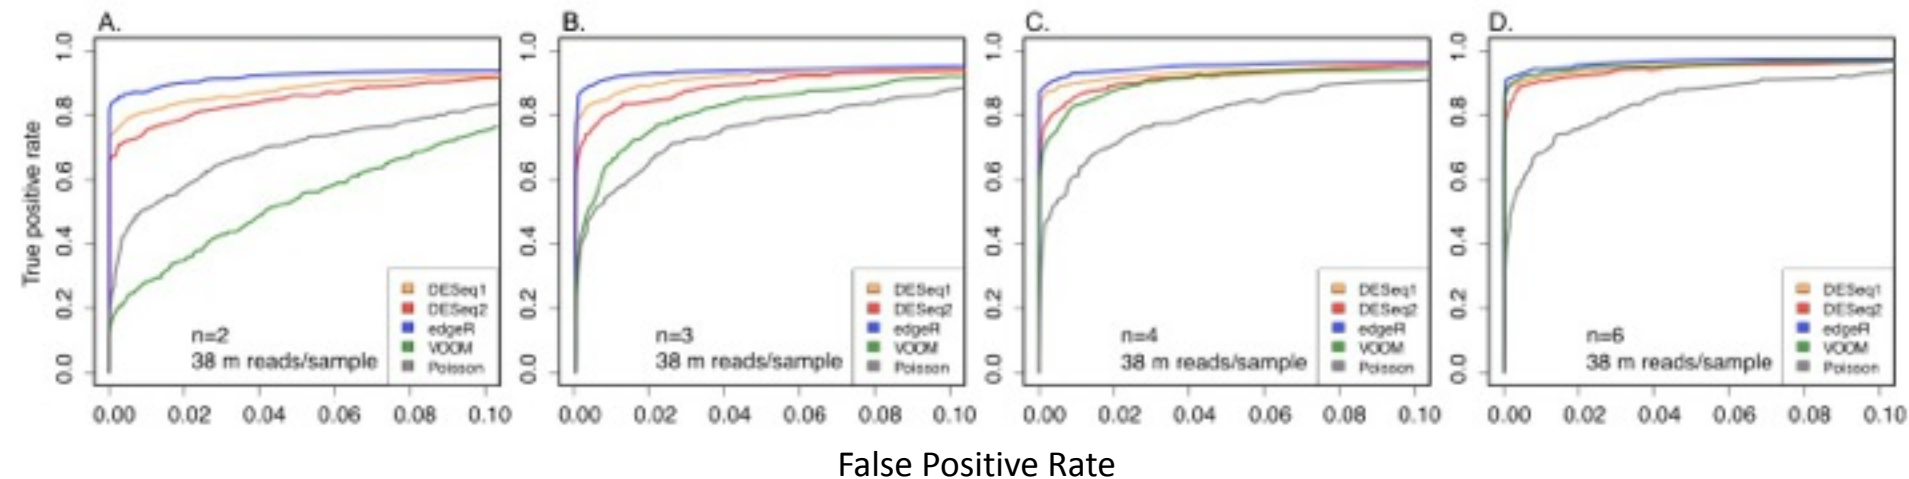 A.
B.
C.
D.
True positive rate
1.0
0.8
0.6
0.4
0.2
0.0
n=2
38 m reads/sample
DESeq1
DESeq2
edgeR
VOOM
Poisson
0.00 0.02 0.04 0.06 0.08 0.10
1.0
0.8
0.6
0.4
0.2
0.0
n=3
38 m reads/sample
DESeq1
DESeq2
edgeR
VOOM
Poisson
0.00 0.02 0.04 0.06 0.08 0.10
1.0
0.8
0.6
0.4
0.2
0.0
n=4
38 m reads/sample
DESeq1
DESeq2
edgeR
VOOM
Poisson
0.00 0.02 0.04 0.06 0.08 0.10
1.0
0.8
0.6
0.4
0.2
0.0
n=6
38 m reads/sample
DESeq1
DESeq2
edgeR
VOOM
Poisson
0.00 0.02 0.04 0.06 0.08 0.10
False Positive Rate